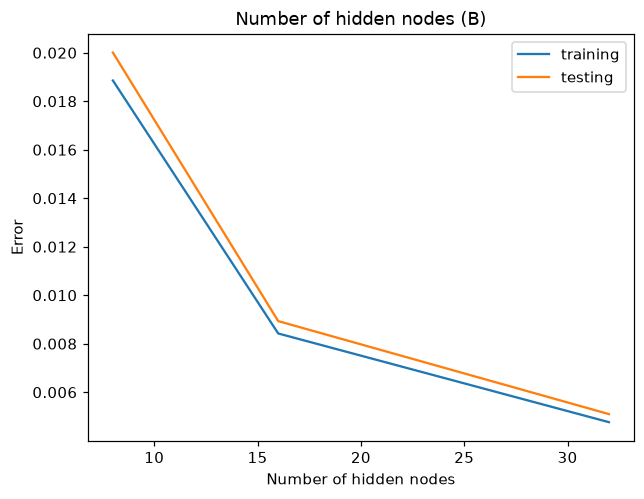 Number of hidden nodes (B)
training
testing
0.020
0.018
0.016
0.014
0.012
0.010
0.008
0.006
Error
10 15 20 25 30
Number of hidden nodes